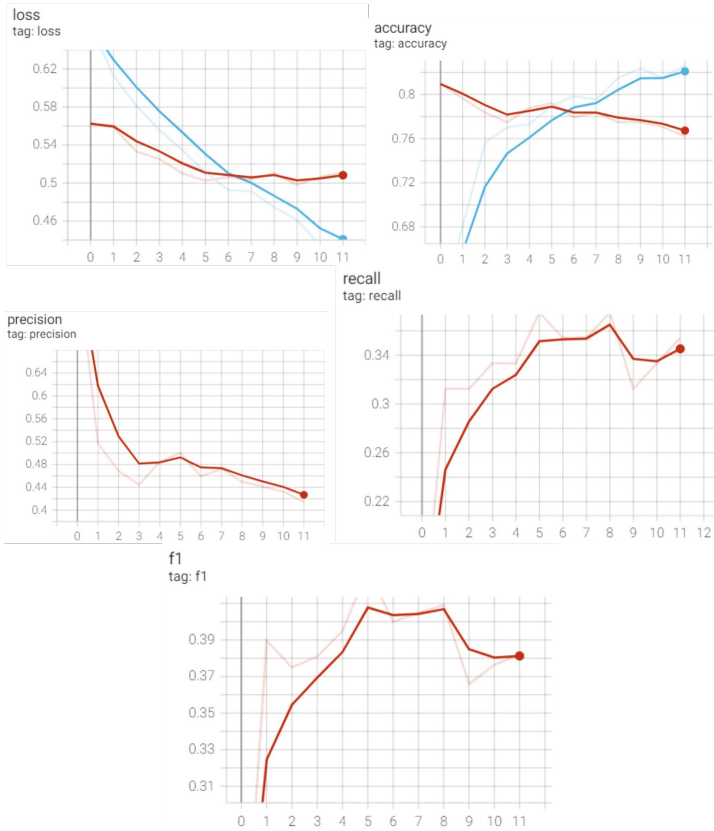 loss
tag: loss
0.62
0.58
0.54
0.5
0.46
0 1 2 3 4 5 6 7 8 9 10 11
accuracy
tag: accuracy
0.8
0.76
0.72
0.68
0 1 2 3 4 5 6 7 8 9 10 11
precision
tag: precision
0.64
0.6
0.56
0.52
0.48
0.44
0.4
0 1 2 3 4 5 6 7 8 9 10 11
recall
tag: recall
0.34
0.3
0.26
0.22
0 1 2 3 4 5 6 7 8 9 10 11 12
f1
tag: f1
0.39
0.37
0.35
0.33
0.31
0 1 2 3 4 5 6 7 8 9 10 11